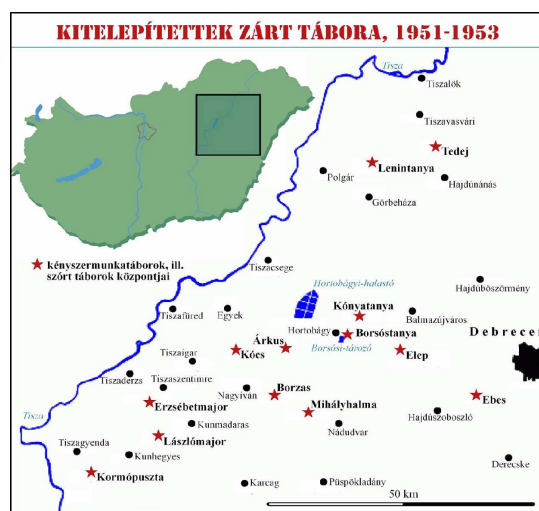 KITELEPÍTETTEK ZÁRT TÁBORA, 1951-1953
Tisza
Tiszalök
Tiszavasvári
Tedej
Lenintanya
Polgár
Hajdúnánás
Görbeháza
kényszermunkatáborok, ill.
szórt táborok központjai
Tiszacsege
Hortobágyi-halastó
Hajdúböszörmény
Tiszafüred
Egyek
Kónyatanya
Balmazújváros
Hortobágy
Borsóstanya
Debrecen
Árkus
Borsósi-tározó
Kócs
Elep
Tiszaigar
Tiszaderzs
Tiszaszentimre
Nagyiván
Borzas
Ebes
Erzsébetmajor
Mihályhalma
Hajdúszoboszló
Tisza
Kunmadaras
Nádudvar
Lászlómajor
Tiszagyenda
Kunhegyes
Derecske
Kormópuszta
Karcag
Püspökladány
50 km